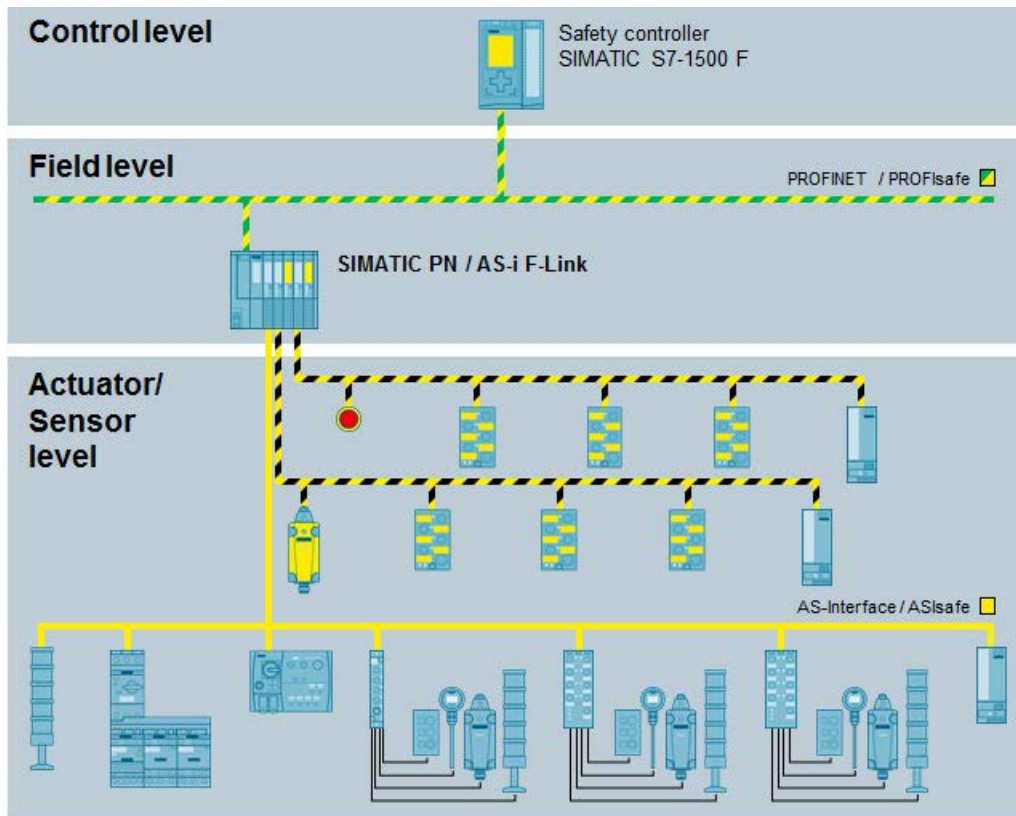 Control level
Safety controller
SIMATIC S7-1500 F
Field level
PROFINET / PROFIsafe
SIMATIC PN / AS-i F-Link
Actuator/
Sensor
level
AS-Interface / ASIsafe